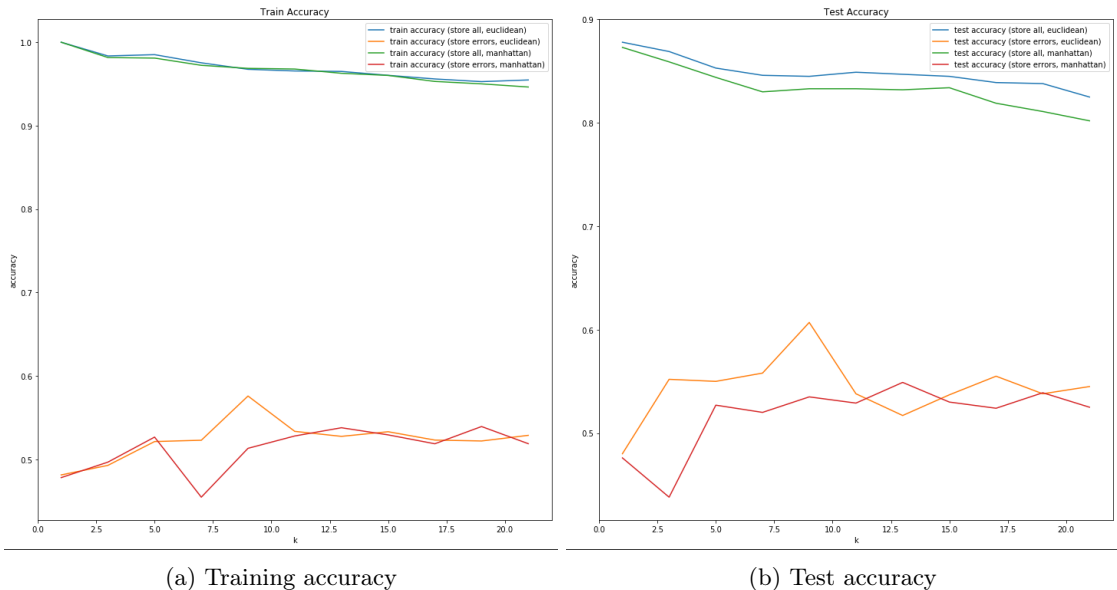 Train Accuracy
train accuracy (store all, euclidean)
train accuracy (store errors, euclidean)
train accuracy (store all, manhattan)
train accuracy (store errors, manhattan)
1.0
0.9
0.8
0.7
0.6
0.5
accuracy
0.0 2.5 5.0 7.5 10.0 12.5 15.0 17.5 20.0
k
(a) Training accuracy
Test Accuracy
test accuracy (store all, euclidean)
test accuracy (store errors, euclidean)
test accuracy (store all, manhattan)
test accuracy (store errors, manhattan)
0.9
0.8
0.7
0.6
0.5
accuracy
0.0 2.5 5.0 7.5 10.0 12.5 15.0 17.5 20.0
k
(b) Test accuracy